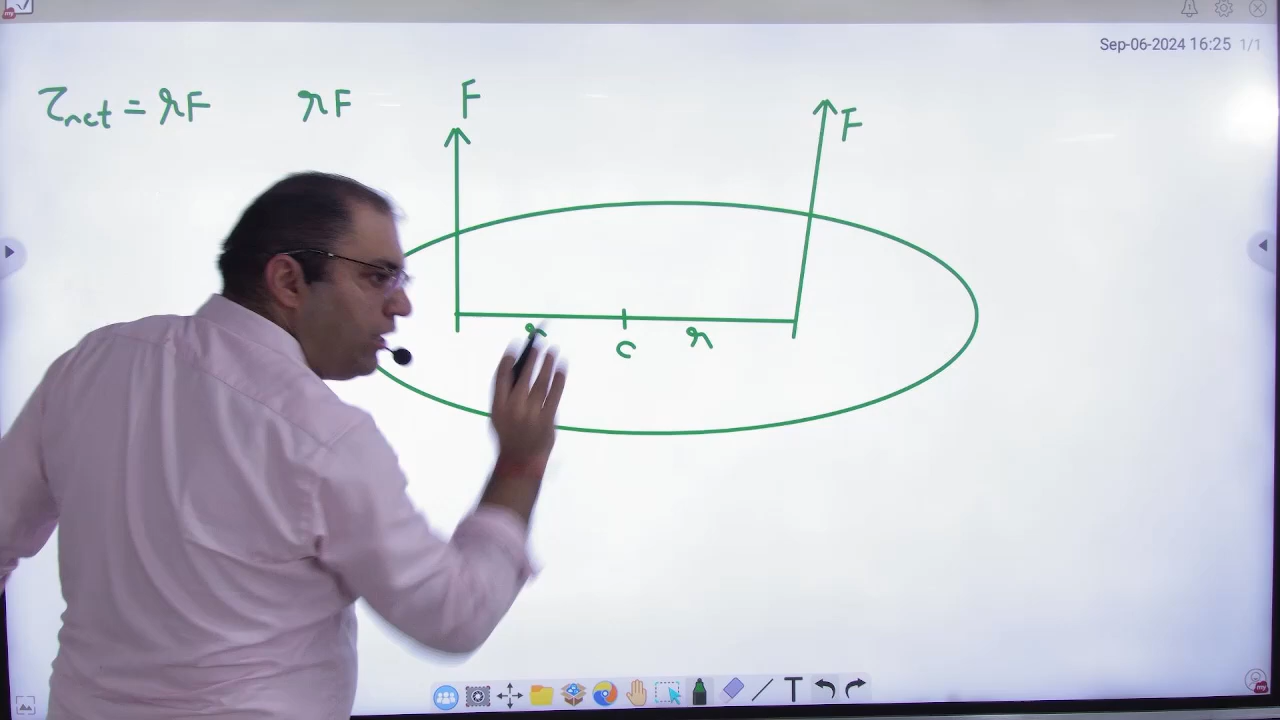 Sep-06-2024 16:25 1/1
τnet = rF rF
F
F
r c r
T